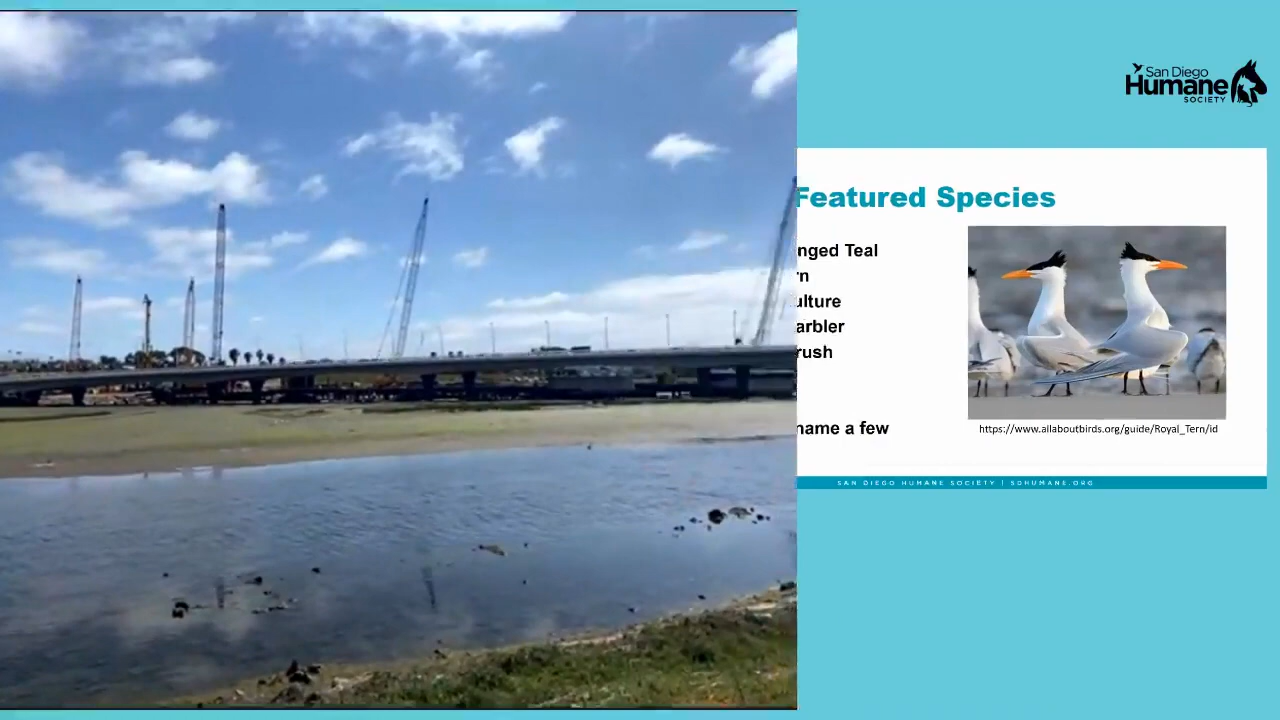 San Diego
Humane
SOCIETY
Featured Species
nged Teal
rn
ulture
arbler
rush
name a few
https://www.allaboutbirds.org/guide/Royal_Tern/id
SAN DIEGO HUMANE SOCIETY | SDHUMANE.ORG